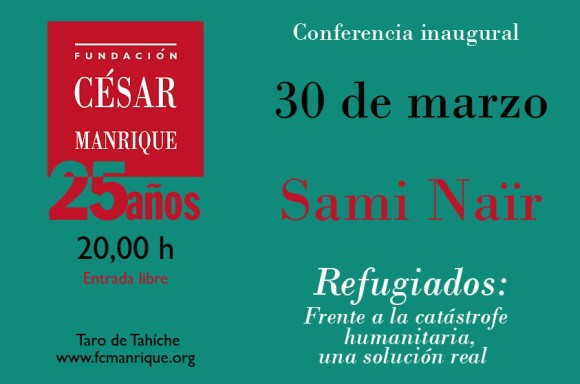 FUNDACIÓN
CÉSAR
MANRIQUE
25años
20,00 h
Entrada libre
Taro de Tahíche
www.fcmanrique.org
Conferencia inaugural
30 de marzo
Sami Naïr
Refugiados:
Frente a la catástrofe
humanitaria,
una solución real